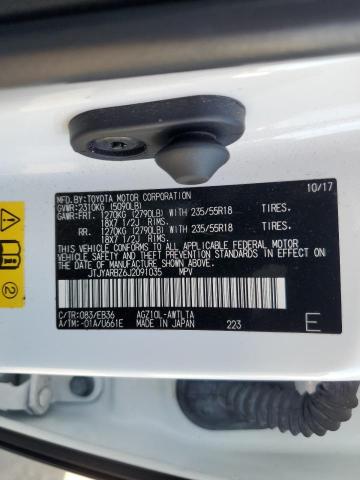 MFD.BY:TOYOTA MOTOR CORPORATION 10/17
GVWR:2310KG (5090LB)
GAWR:FRT. 1270KG (2790LB) WITH 235/55R18 TIRES.
18X7 1/2J RIMS
RR. 1270KG (2790LB) WITH 235/55R18 TIRES.
18X7 1/2J RIMS
THIS VEHICLE CONFORMS TO ALL APPLICABLE FEDERAL
MOTOR VEHICLE SAFETY AND THEFT PREVENTION STANDARDS
IN EFFECT ON THE DATE OF MANUFACTURE SHOWN ABOVE.
JTJYARBZ6J2091035 MPV
C/TR:083/EB36 AGZ10L-AWTLTA
A/TM:-01A/U661E MADE IN JAPAN 223 E
2